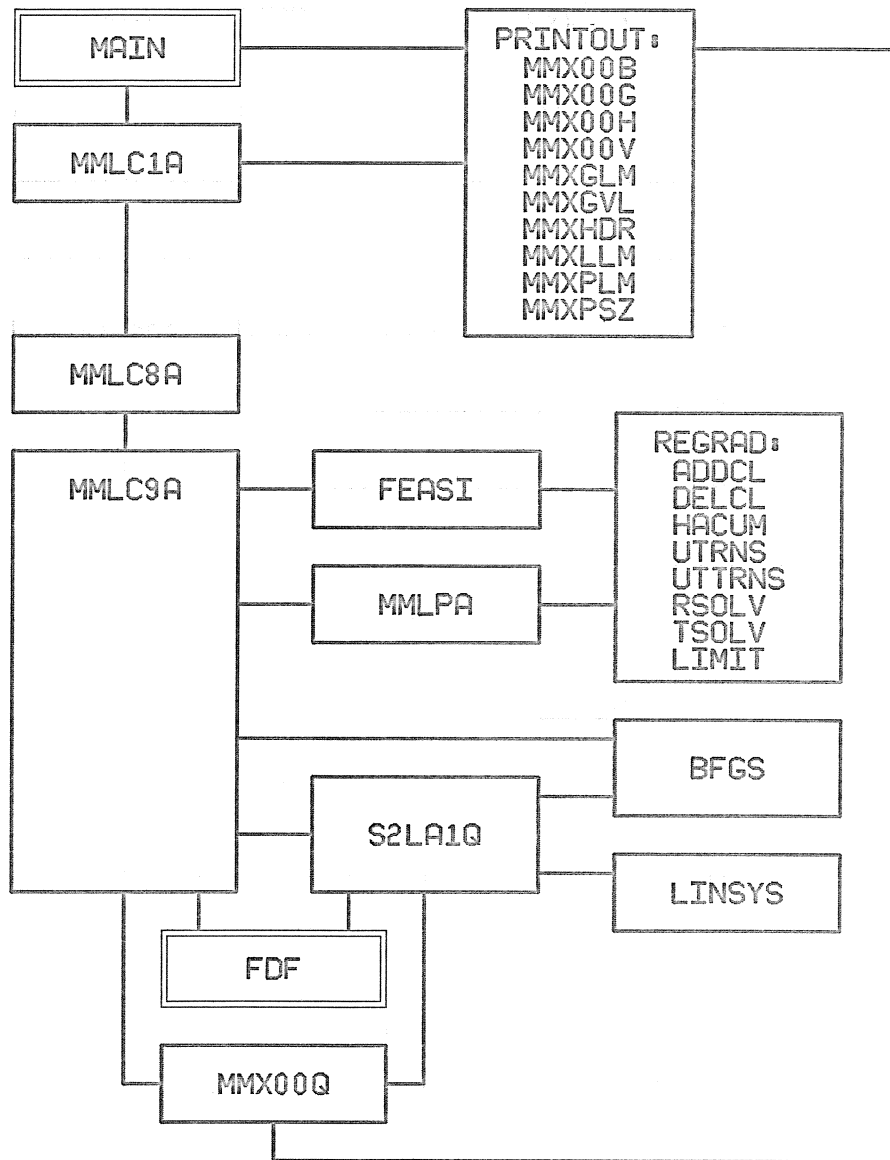 MAIN
PRINTOUT:
MMX00B
MMX00G
MMX00H
MMX00V
MMXGLM
MMXGVL
MMXHDR
MMXLLM
MMXPLM
MMXPSZ
MMLC1A
MMLC8A
MMLC9A
FEASI
MMLPA
REGRAD:
ADDCL
DELCL
HACUM
UTRNS
UTTRNS
RSOLV
TSOLV
LIMIT
BFGS
S2LA1Q
LINSYS
FDF
MMX00Q